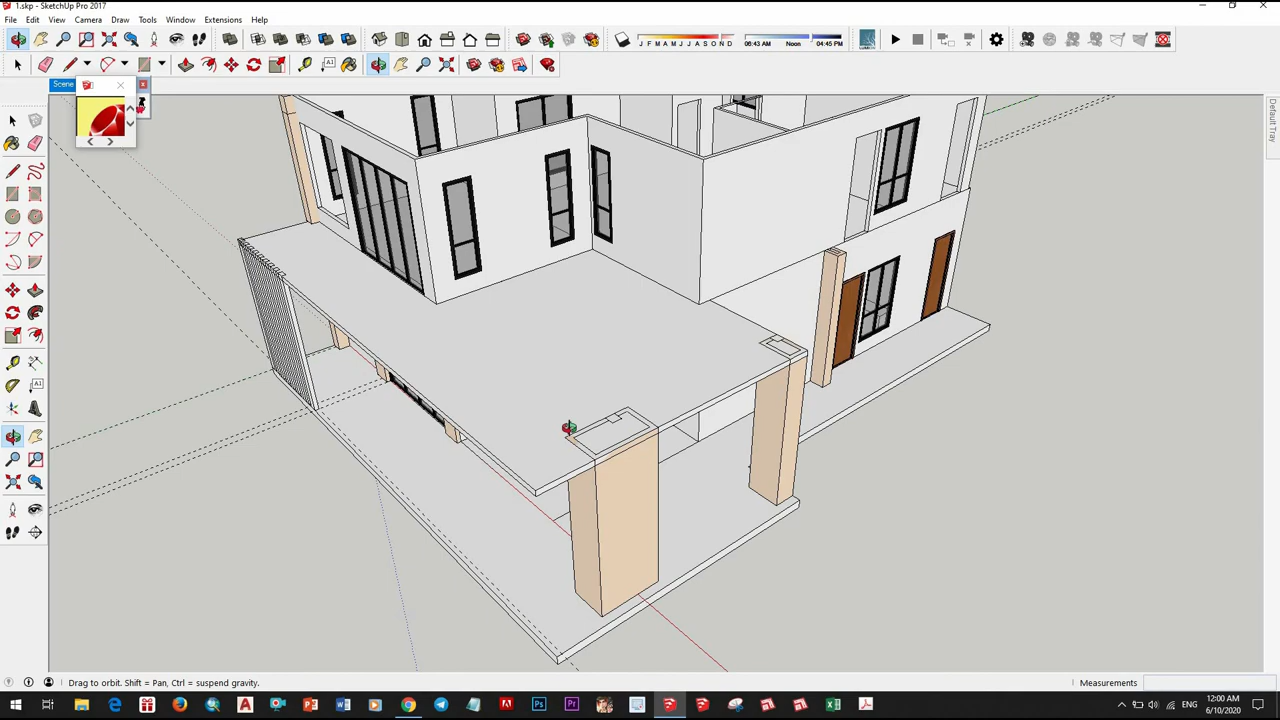 1.skp - SketchUp Pro 2017
File Edit View Camera Draw Tools Window Extensions Help
J F M A M J J A S O N D 06:43 AM Noon 04:45 PM
Scene
Default Tray
Drag to orbit. Shift = Pan, Ctrl = suspend gravity.
Measurements
12:00 AM
ENG
6/10/2020